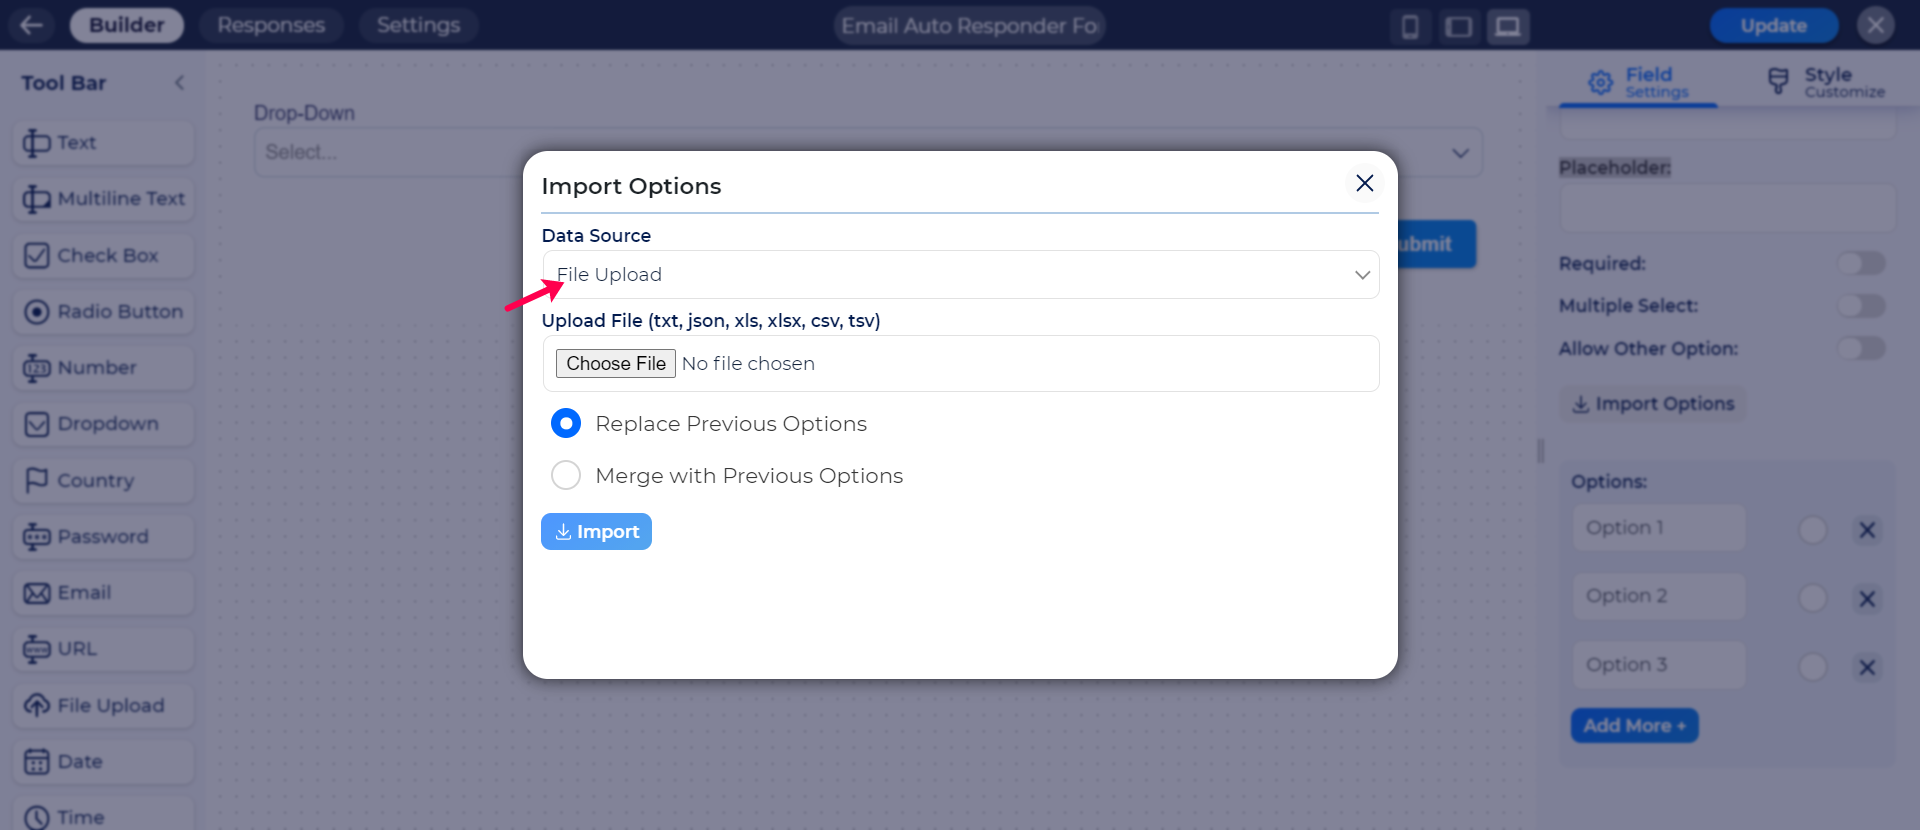 Builder
Responses
Settings
Email Auto Responder Fo
Update
Tool Bar
Text
Multiline Text
Check Box
Radio Button
123
Number
Dropdown
Country
Password
Email
www
URL
File Upload
Date
Time
Drop-Down
Select...
ubmit
Import Options
Data Source
File Upload
Upload File (txt, json, xls, xlsx, csv, tsv)
Choose File No file chosen
Replace Previous Options
Merge with Previous Options
Import
Field
Settings
Style
Customize
Placeholder:
Required:
Multiple Select:
Allow Other Option:
Import Options
Options:
Option 1
Option 2
Option 3
Add More +